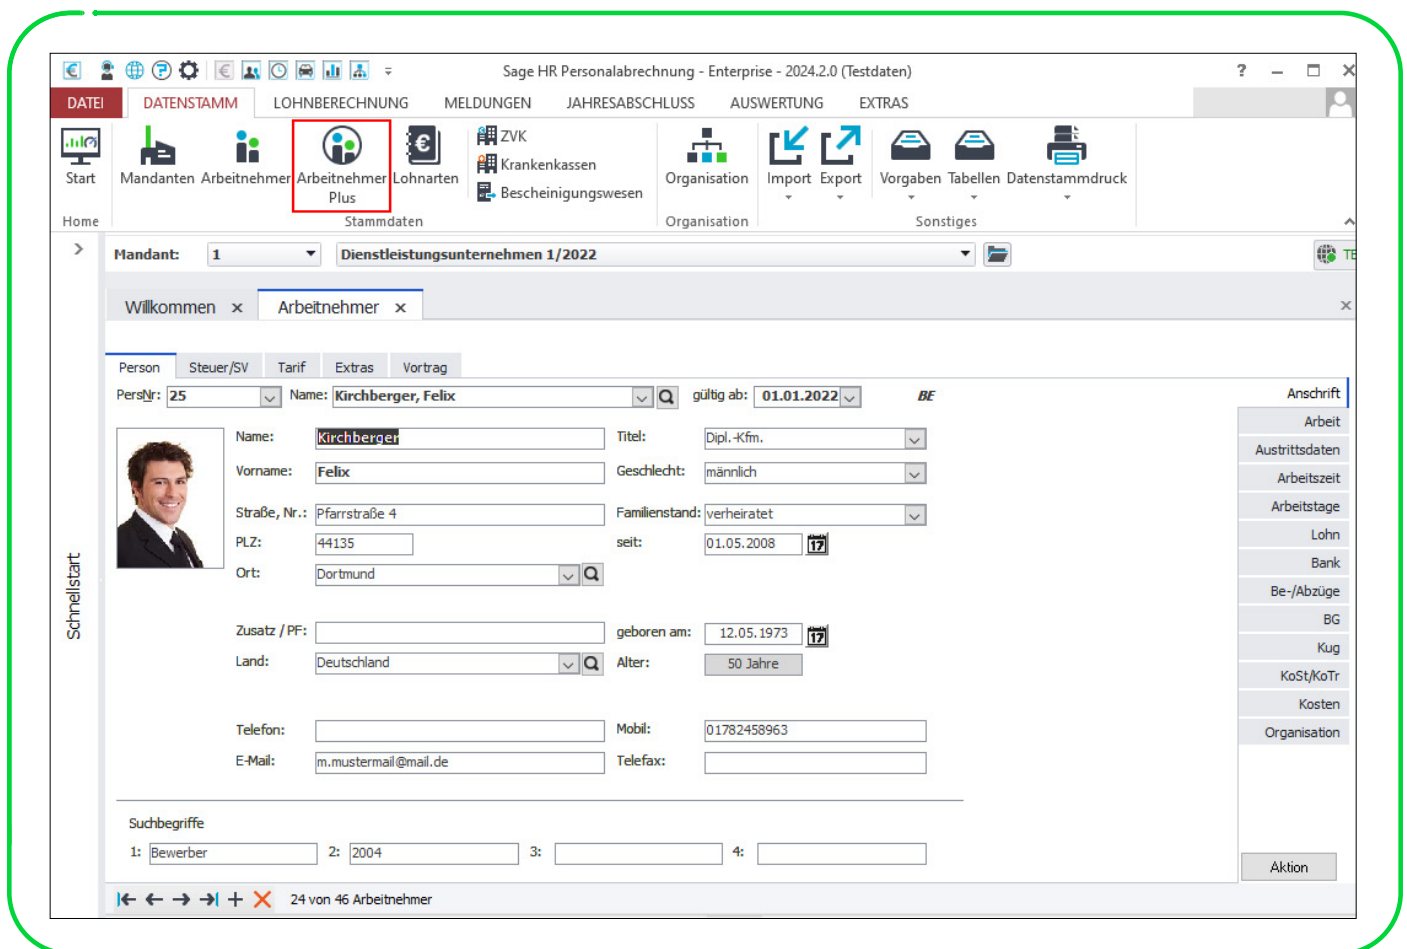 Sage HR Personalabrechnung - Enterprise - 2024.2.0 (Testdaten)
DATEI DATENSTAMM LOHNBERECHNUNG MELDUNGEN JAHRESABSCHLUSS AUSWERTUNG EXTRAS
Start Mandanten Arbeitnehmer Arbeitnehmer Plus Lohnarten
ZVK
Krankenkassen
Bescheinigungswesen
Organisation Import Export Vorgaben Tabellen Datenstammdruck
Home Stammdaten Organisation Sonstiges
Mandant: 1 Dienstleistungsunternehmen 1/2022 TE
Willkommen x Arbeitnehmer x
Person Steuer/SV Tarif Extras Vortrag
PersNr: 25 Name: Kirchberger, Felix gültig ab: 01.01.2022 BE
Name: Kirchberger Titel: Dipl.-Kfm.
Vorname: Felix Geschlecht: männlich
Straße, Nr.: Pfarrstraße 4 Familienstand: verheiratet
PLZ: 44135 seit: 01.05.2008 17
Ort: Dortmund
Zusatz / PF: geboren am: 12.05.1973 17
Land: Deutschland Alter: 50 Jahre
Telefon: Mobil: 01782458963
E-Mail: m.mustermail@mail.de Telefax:
Suchbegriffe
1: Bewerber 2: 2004 3: 4:
24 von 46 Arbeitnehmer
Anschrift
Arbeit
Austrittsdaten
Arbeitszeit
Arbeitstage
Lohn
Bank
Be-/Abzüge
BG
Kug
KoSt/KoTr
Kosten
Organisation
Aktion
Schnellstart